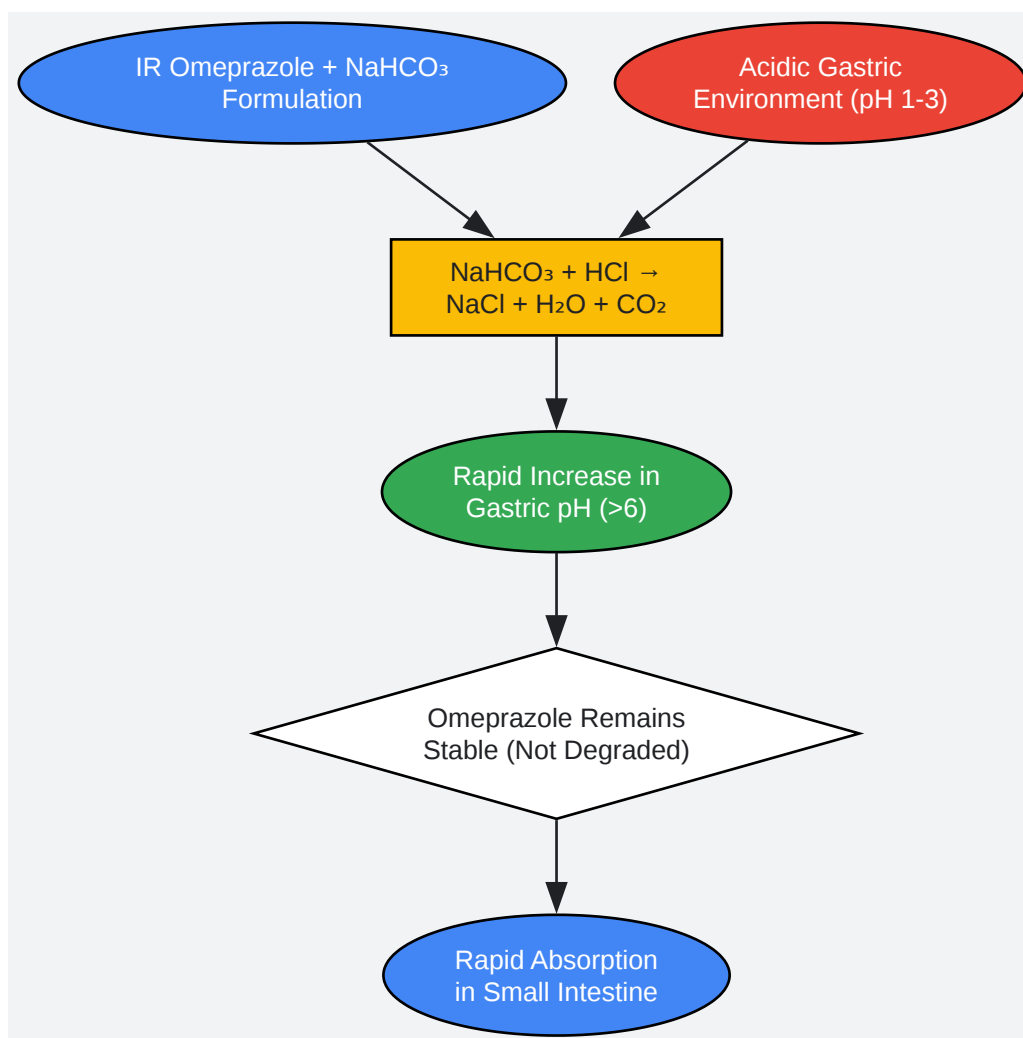 IR Omeprazole + NaHCO₃
Formulation
Acidic Gastric
Environment (pH 1-3)
NaHCO₃ + HCl →
NaCl + H₂O + CO₂
Rapid Increase in
Gastric pH (>6)
Omeprazole Remains
Stable (Not Degraded)
Rapid Absorption
in Small Intestine